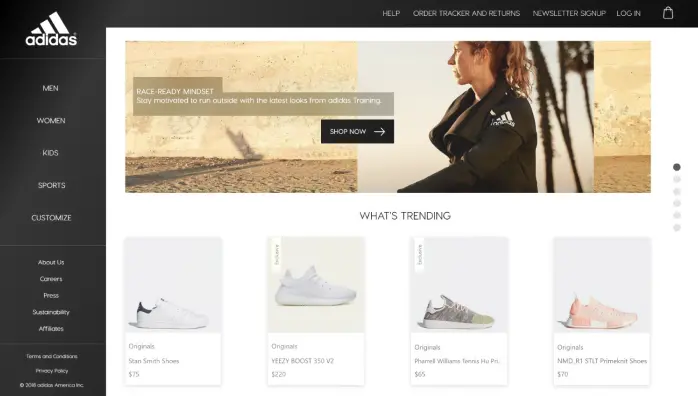 adidas
HELP
ORDER TRACKER AND RETURNS
NEWSLETTER SIGNUP
LOG IN
MEN
WOMEN
KIDS
SPORTS
CUSTOMIZE
About Us
Careers
Press
Sustainability
Affiliates
Terms and Conditions
Privacy Policy
© 2018 adidas America Inc.
RACE-READY MINDSET
Stay motivated to run outside with the latest looks from adidas Training.
SHOP NOW
adidas
WHAT'S TRENDING
Originals
Stan Smith Shoes
$75
Exclusive
Originals
YEEZY BOOST 350 V2
$220
Exclusive
Originals
Pharrell Williams Tennis Hu Pri...
$65
Originals
NMD_R1 STLT Primeknit Shoes
$70